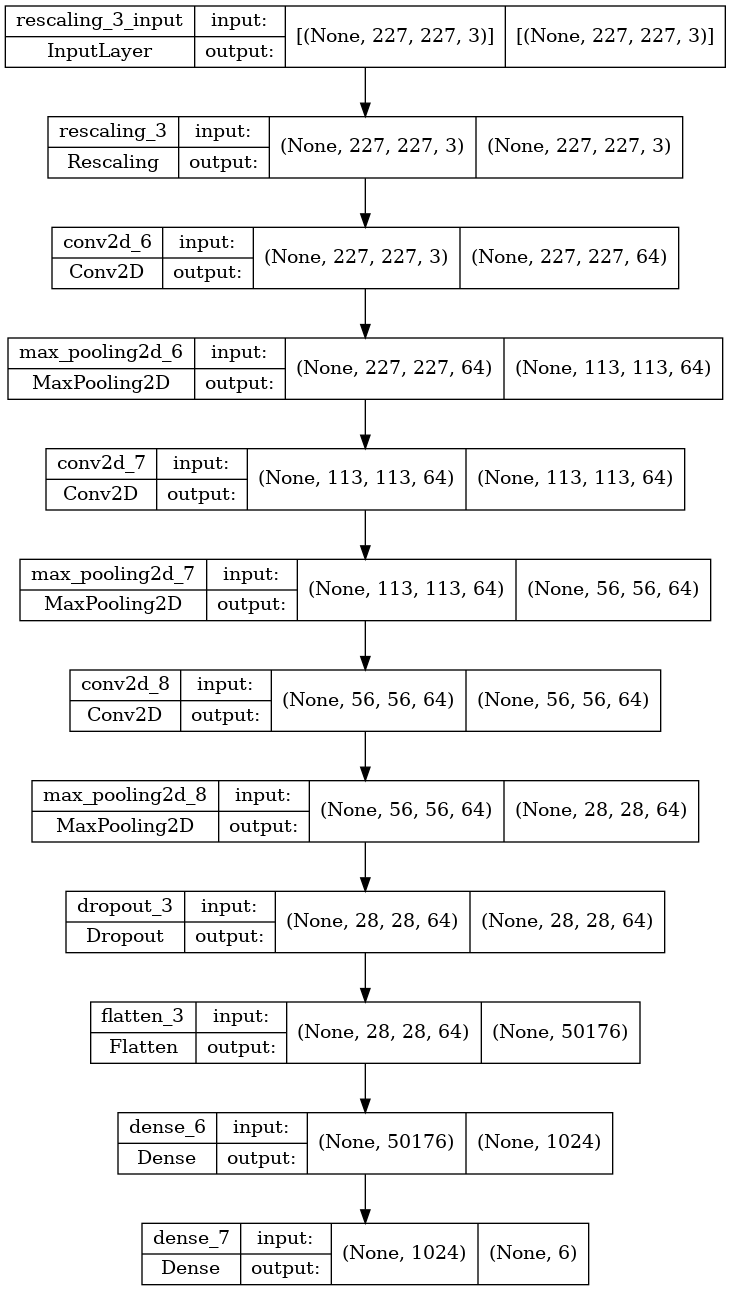 rescaling_3_input input: [(None, 227, 227, 3)] [(None, 227, 227, 3)]
InputLayer output:
rescaling_3 input: (None, 227, 227, 3) (None, 227, 227, 3)
Rescaling output:
conv2d_6 input: (None, 227, 227, 3) (None, 227, 227, 64)
Conv2D output:
max_pooling2d_6 input: (None, 227, 227, 64) (None, 113, 113, 64)
MaxPooling2D output:
conv2d_7 input: (None, 113, 113, 64) (None, 113, 113, 64)
Conv2D output:
max_pooling2d_7 input: (None, 113, 113, 64) (None, 56, 56, 64)
MaxPooling2D output:
conv2d_8 input: (None, 56, 56, 64) (None, 56, 56, 64)
Conv2D output:
max_pooling2d_8 input: (None, 56, 56, 64) (None, 28, 28, 64)
MaxPooling2D output:
dropout_3 input: (None, 28, 28, 64) (None, 28, 28, 64)
Dropout output:
flatten_3 input: (None, 28, 28, 64) (None, 50176)
Flatten output:
dense_6 input: (None, 50176) (None, 1024)
Dense output:
dense_7 input: (None, 1024) (None, 6)
Dense output: